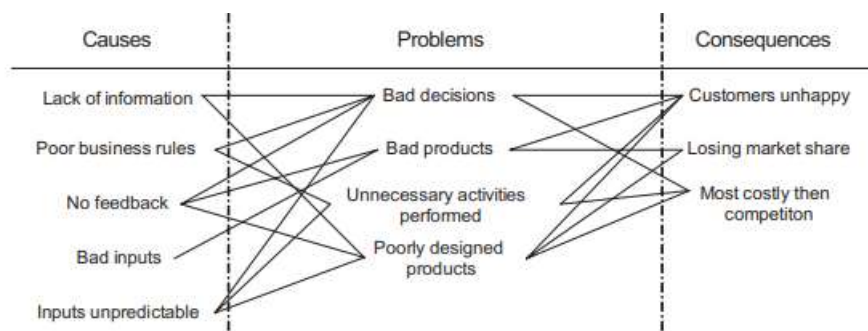 Causes
Problems
Consequences
Lack of information
Bad decisions
Customers unhappy
Poor business rules
Bad products
Losing market share
No feedback
Unnecessary activities
performed
Most costly then
competiton
Bad inputs
Poorly designed
products
Inputs unpredictable